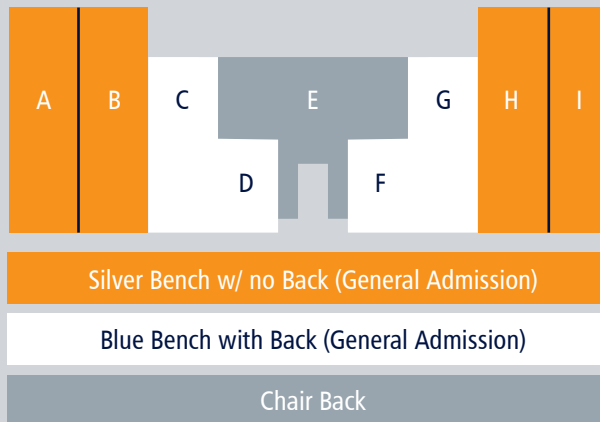 A B C E G H I
D F
Silver Bench w/ no Back (General Admission)
Blue Bench with Back (General Admission)
Chair Back